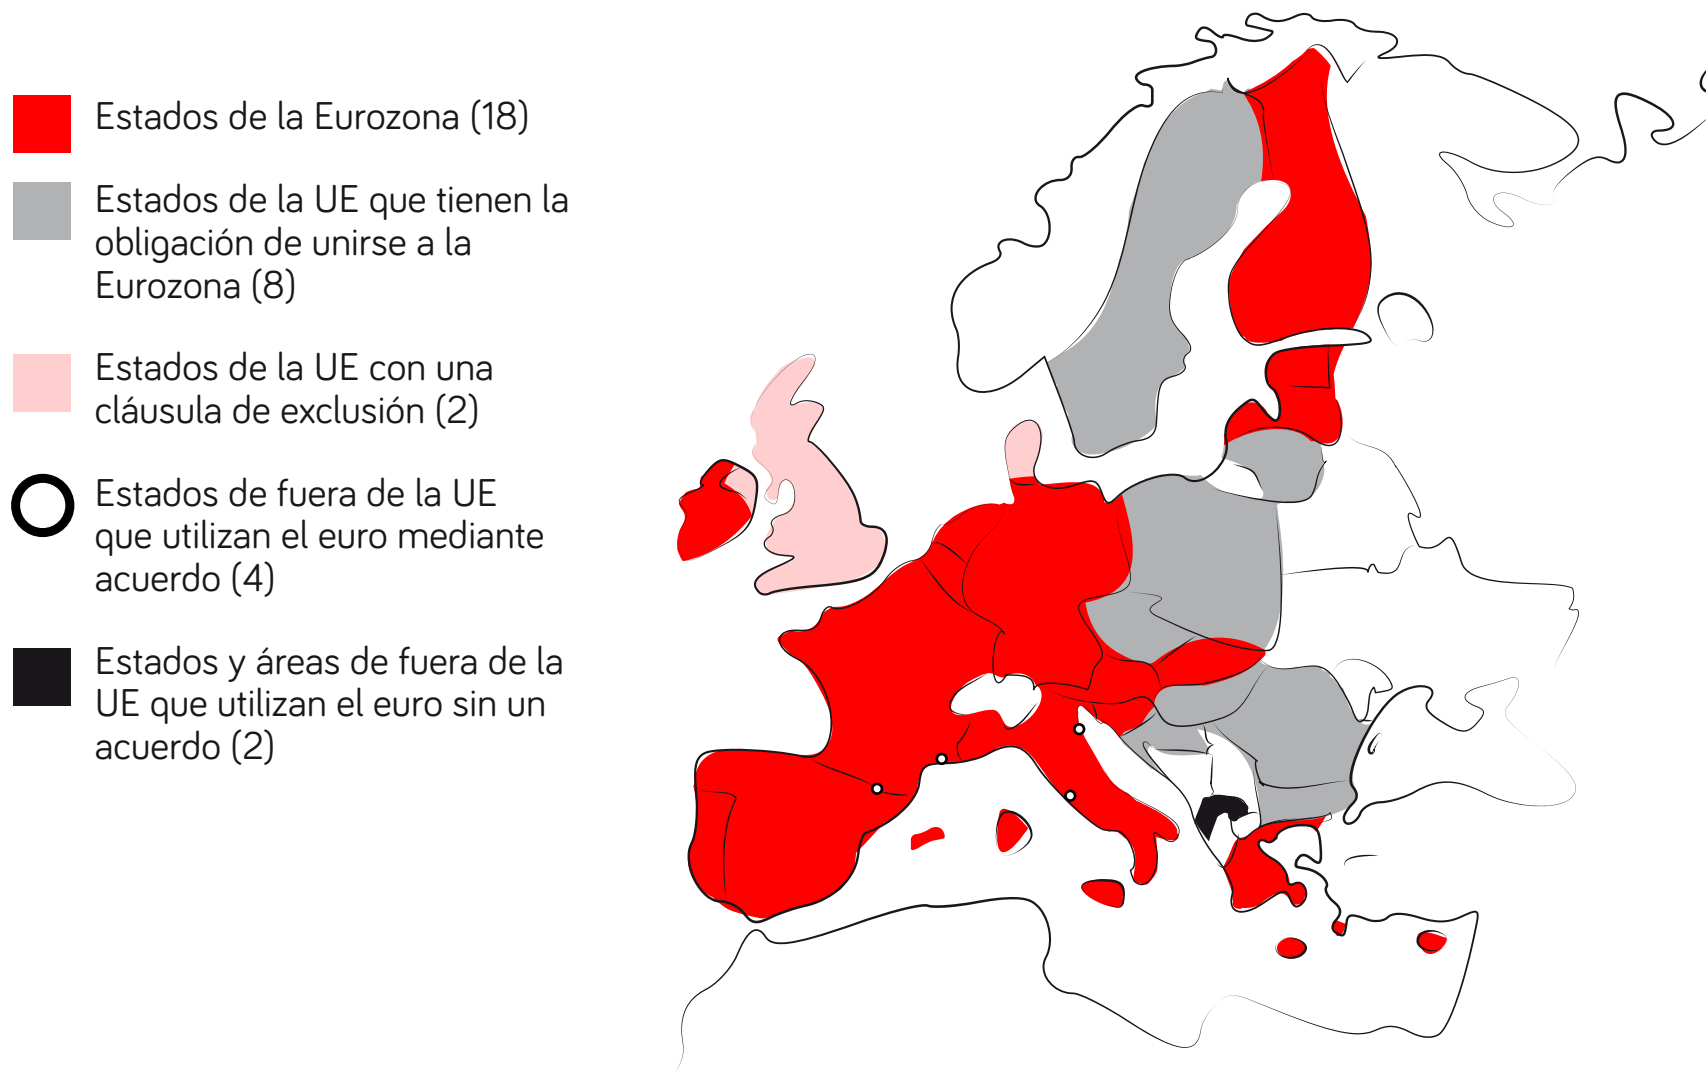 Estados de la Eurozona (18)
Estados de la UE que tienen la
obligación de unirse a la
Eurozona (8)
Estados de la UE con una
cláusula de exclusión (2)
Estados de fuera de la UE
que utilizan el euro mediante
acuerdo (4)
Estados y áreas de fuera de la
UE que utilizan el euro sin un
acuerdo (2)